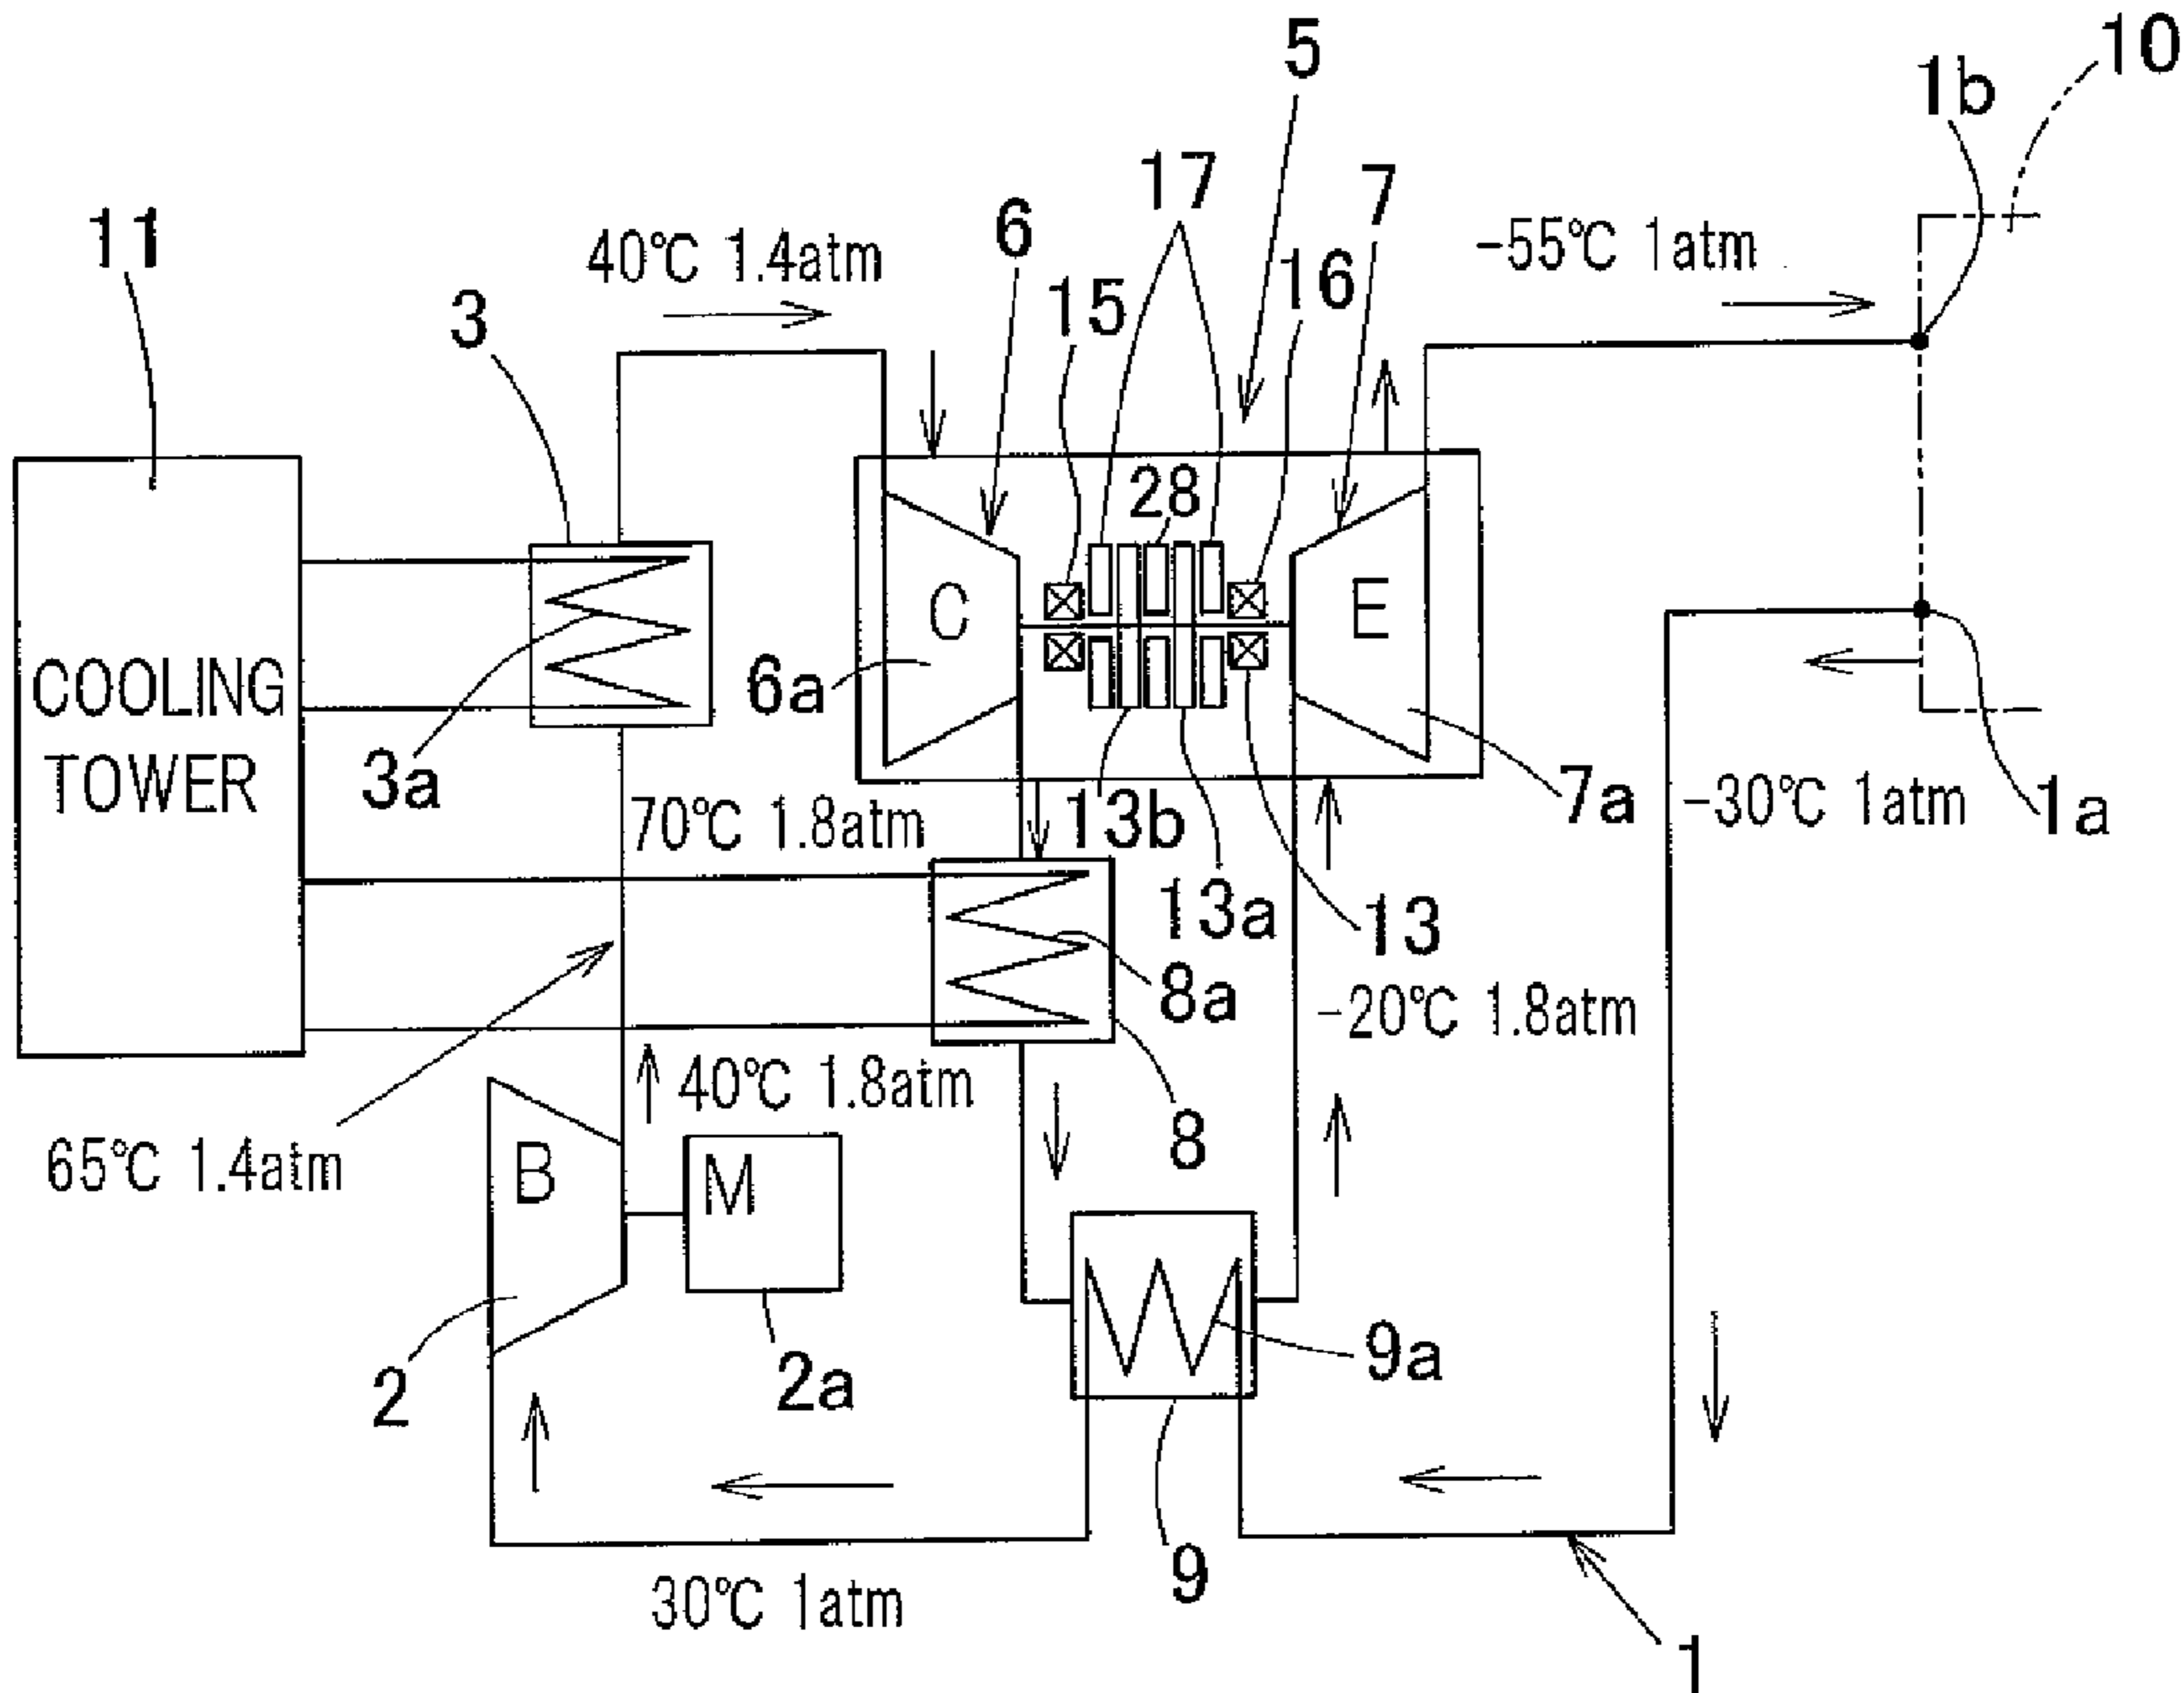 10
5
1b
17
6
7
11
40℃ 1.4atm
-55℃ 1atm
15
16
3
28
C
E
COOLING
TOWER
6a
3a
7a
-30℃ 1atm
1a
70℃ 1.8atm
13b
13a
13
8a
-20℃ 1.8atm
40℃ 1.8atm
8
65℃ 1.4atm
B
M
9a
2
2a
9
30℃ 1atm
1